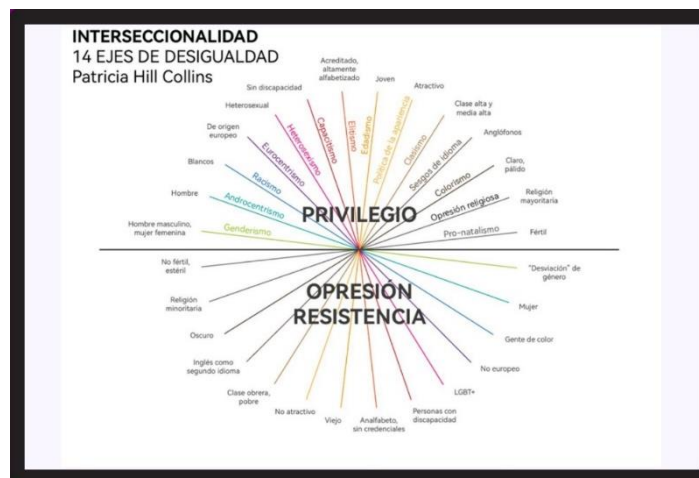 INTERSECCIONALIDAD
14 EJES DE DESIGUALDAD
Patricia Hill Collins
Acreditado,
altamente
alfabetizado
Joven
Atractivo
Sin discapacidad
Clase alta y
media alta
Heterosexual
Anglófonos
De origen
europeo
Claro,
pálido
Blancos
Religión
mayoritaria
Hombre
Hombre masculino,
mujer femenina
Fértil
Genderismo
Androcentrismo
Racismo
Eurocentrismo
Heterosexismo
Capacitismo
Elitismo
Edadismo
Política de la apariencia
Clasismo
Sesgos de idioma
Colorismo
Opresión religiosa
Pro-natalismo
PRIVILEGIO
OPRESIÓN
RESISTENCIA
No fértil,
estéril
Religión
minoritaria
Oscuro
Inglés como
segundo idioma
Clase obrera,
pobre
No atractivo
Viejo
Analfabeto,
sin credenciales
Personas con
discapacidad
LGBT+
No europeo
Gente de color
Mujer
"Desviación" de
género